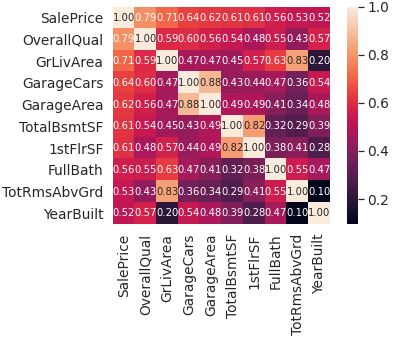 SalePrice 1.00 0.79 0.71 0.64 0.62 0.61 0.61 0.56 0.53 0.52
OverallQual 0.79 1.00 0.59 0.60 0.56 0.54 0.48 0.55 0.43 0.57
GrLivArea 0.71 0.59 1.00 0.47 0.47 0.45 0.57 0.63 0.83 0.20
GarageCars 0.64 0.60 0.47 1.00 0.88 0.43 0.44 0.47 0.36 0.54
GarageArea 0.62 0.56 0.47 0.88 1.00 0.49 0.49 0.41 0.34 0.48
TotalBsmtSF 0.61 0.54 0.45 0.43 0.49 1.00 0.82 0.32 0.29 0.39
1stFlrSF 0.61 0.48 0.57 0.44 0.49 0.82 1.00 0.38 0.41 0.28
FullBath 0.56 0.55 0.63 0.47 0.41 0.32 0.38 1.00 0.55 0.47
TotRmsAbvGrd 0.53 0.43 0.83 0.36 0.34 0.29 0.41 0.55 1.00 0.10
YearBuilt 0.52 0.57 0.20 0.54 0.48 0.39 0.28 0.47 0.10 1.00
SalePrice
OverallQual
GrLivArea
GarageCars
GarageArea
TotalBsmtSF
1stFlrSF
FullBath
TotRmsAbvGrd
YearBuilt
1.0
0.8
0.6
0.4
0.2